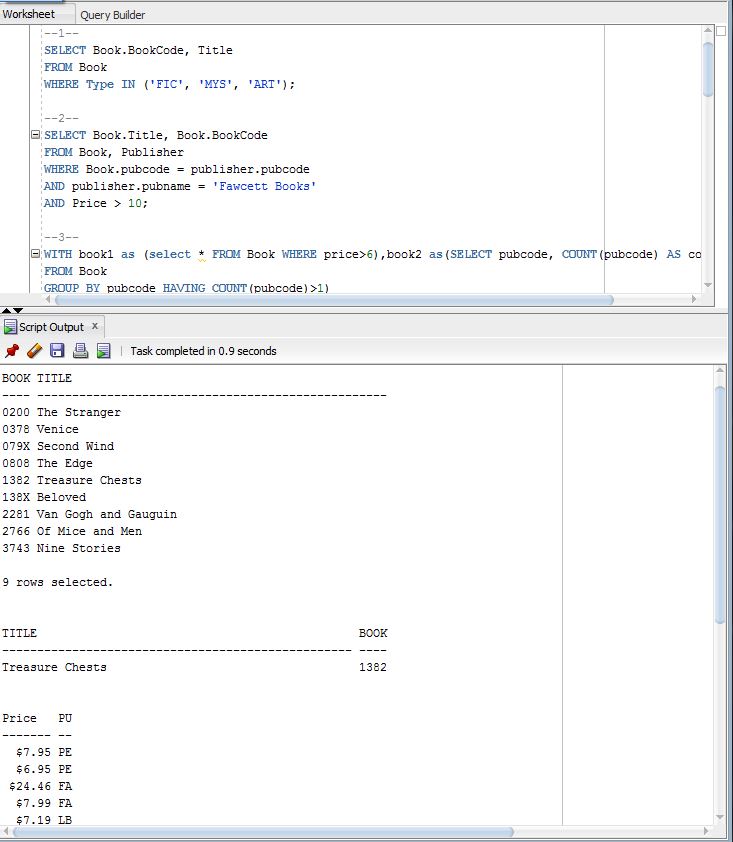 Worksheet Query Builder
--1--
SELECT Book.BookCode, Title
FROM Book
WHERE Type IN ('FIC', 'MYS', 'ART');
--2--
SELECT Book.Title, Book.BookCode
FROM Book, Publisher
WHERE Book.pubcode = publisher.pubcode
AND publisher.pubname = 'Fawcett Books'
AND Price > 10;
--3--
WITH book1 as (select * FROM Book WHERE price>6),book2 as(SELECT pubcode, COUNT(pubcode) AS co
FROM Book
GROUP BY pubcode HAVING COUNT(pubcode)>1)
Script Output x
Task completed in 0.9 seconds
BOOK TITLE
---- --------------------------------------------------
0200 The Stranger
0378 Venice
079X Second Wind
0808 The Edge
1382 Treasure Chests
138X Beloved
2281 Van Gogh and Gauguin
2766 Of Mice and Men
3743 Nine Stories
9 rows selected.
TITLE BOOK
-------------------------------------------------- ----
Treasure Chests 1382
Price PU
------- --
$7.95 PE
$6.95 PE
$24.46 FA
$7.99 FA
$7.19 LB